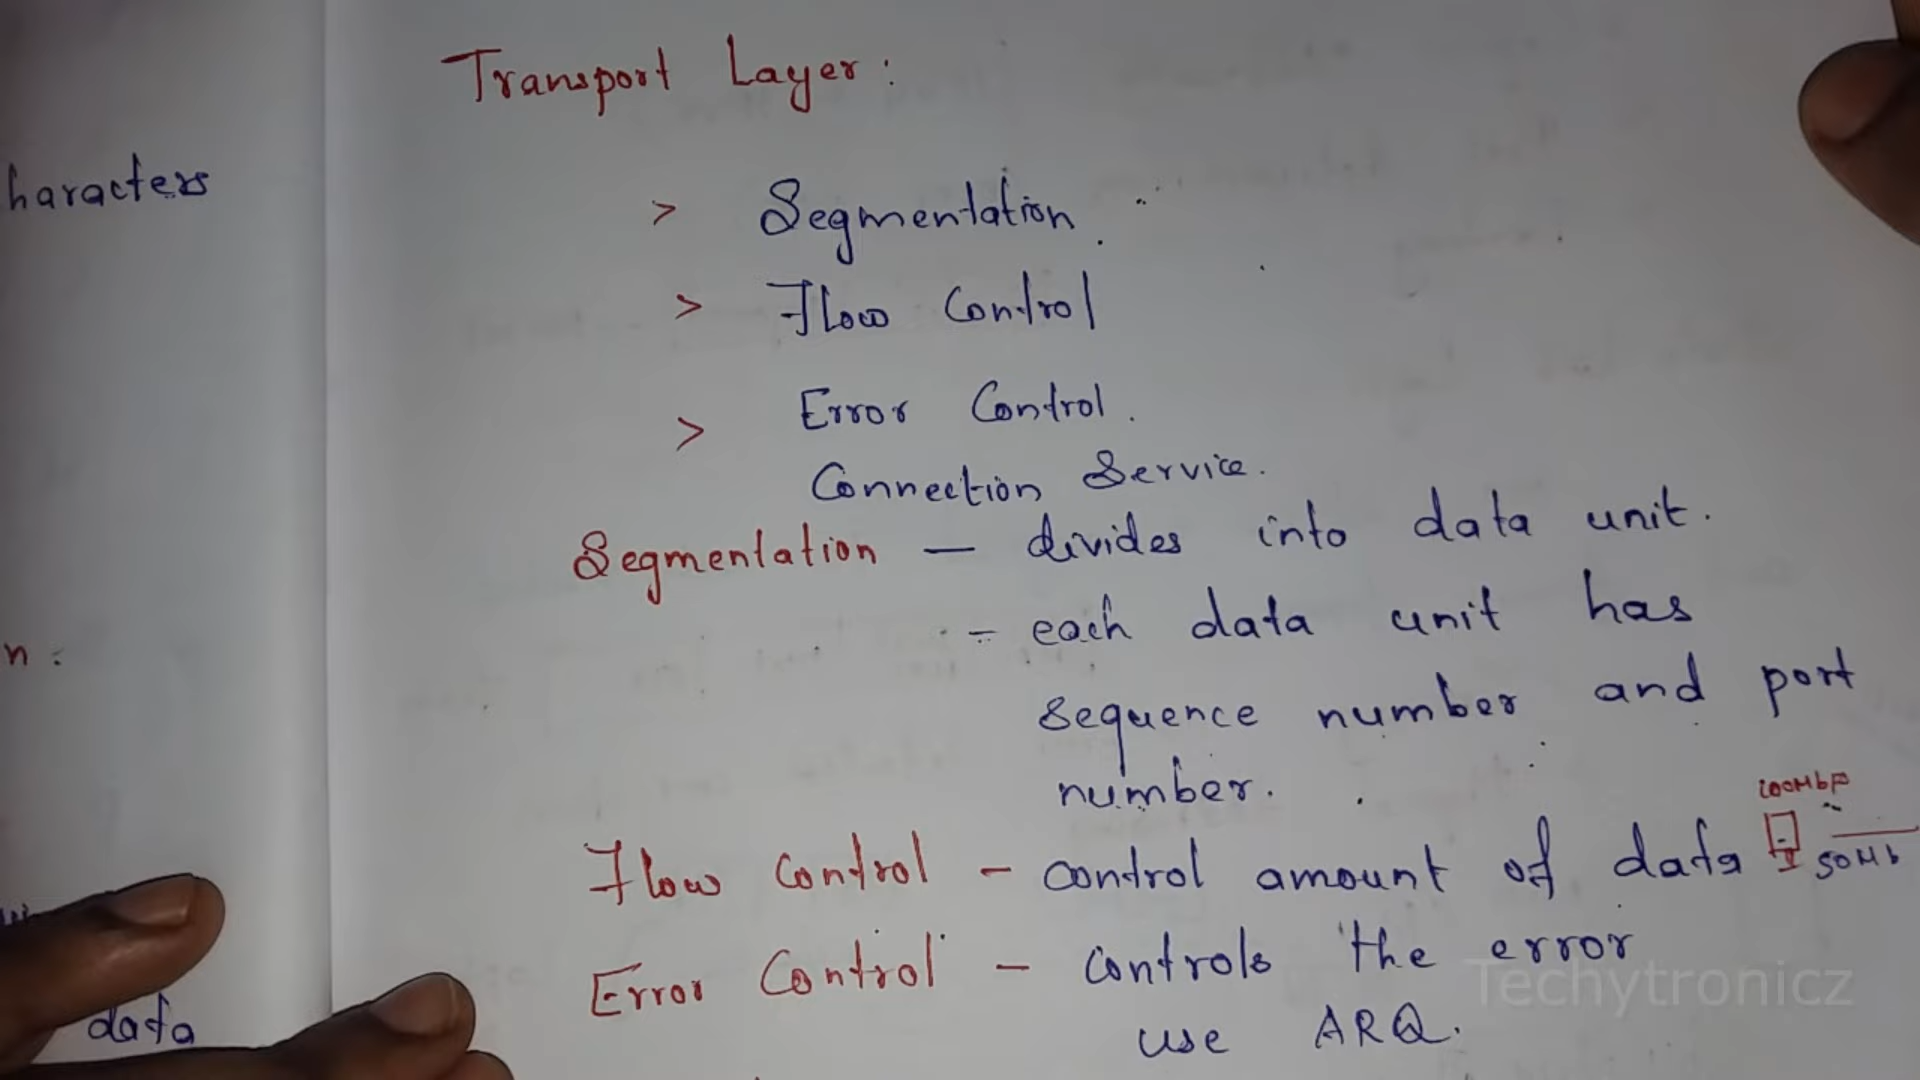 Transport Layer:
haracters
> Segmentation
> Flow Control
> Error Control.
Connection Service.
Segmentation — divides into data unit.
- each data unit has
sequence number and port
number.
n:
100Mbps
50Mb
Flow Control - control amount of data
Error Control - controls the error
use ARQ.
data
Techytronicz